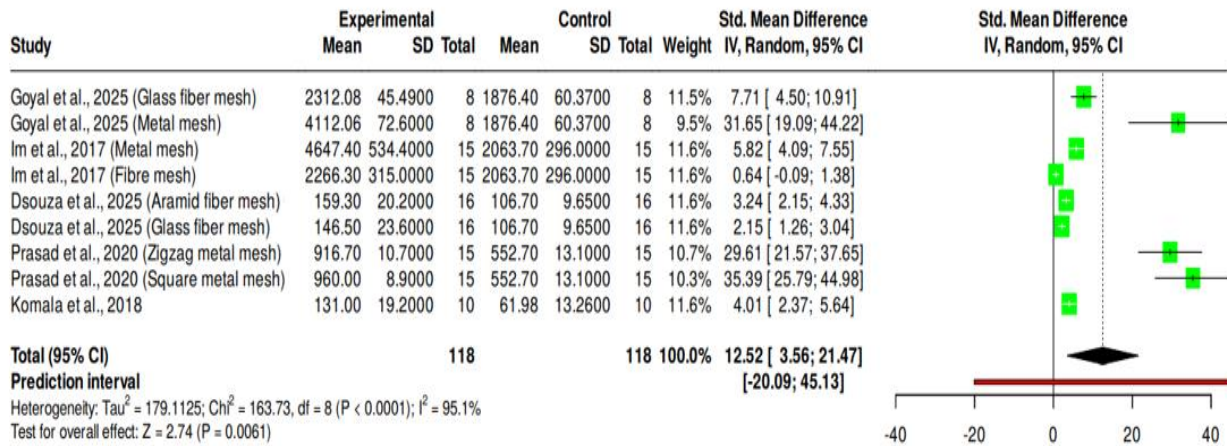 Experimental Control Std. Mean Difference Std. Mean Difference
Study Mean SD Total Mean SD Total Weight IV, Random, 95% CI IV, Random, 95% CI
Goyal et al., 2025 (Glass fiber mesh) 2312.08 45.4900 8 1876.40 60.3700 8 11.5% 7.71 [ 4.50; 10.91]
Goyal et al., 2025 (Metal mesh) 4112.06 72.6000 8 1876.40 60.3700 8 9.5% 31.65 [19.09; 44.22]
Im et al., 2017 (Metal mesh) 4647.40 534.4000 15 2063.70 296.0000 15 11.6% 5.82 [ 4.09; 7.55]
Im et al., 2017 (Fibre mesh) 2266.30 315.0000 15 2063.70 296.0000 15 11.6% 0.64 [ -0.09; 1.38]
Dsouza et al., 2025 (Aramid fiber mesh) 159.30 20.2000 16 106.70 9.6500 16 11.6% 3.24 [ 2.15; 4.33]
Dsouza et al., 2025 (Glass fiber mesh) 146.50 23.6000 16 106.70 9.6500 16 11.6% 2.15 [ 1.26; 3.04]
Prasad et al., 2020 (Zigzag metal mesh) 916.70 10.7000 15 552.70 13.1000 15 10.7% 29.61 [21.57; 37.65]
Prasad et al., 2020 (Square metal mesh) 960.00 8.9000 15 552.70 13.1000 15 10.3% 35.39 [25.79; 44.98]
Komala et al., 2018 131.00 19.2000 10 61.98 13.2600 10 11.6% 4.01 [ 2.37; 5.64]
Total (95% CI) 118 118 100.0% 12.52 [ 3.56; 21.47]
Prediction interval [-20.09; 45.13]
Heterogeneity: Tau² = 179.1125; Chi² = 163.73, df = 8 (P < 0.0001); I² = 95.1%
Test for overall effect: Z = 2.74 (P = 0.0061)
-40 -20 0 20 40